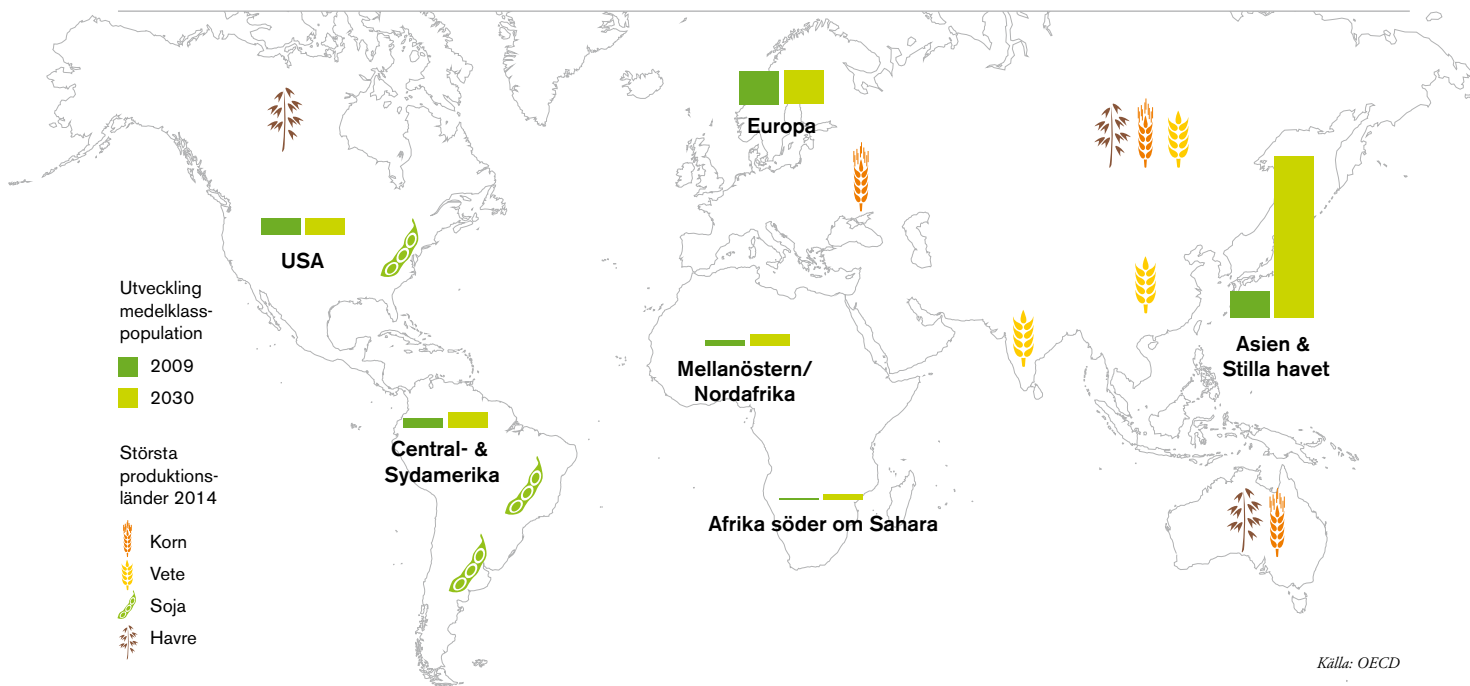 Europa
USA
Utveckling
medelklass-
population
2009
2030
Största
produktions-
länder 2014
Korn
Vete
Soja
Havre
Central- &
Sydamerika
Mellanöstern/
Nordafrika
Afrika söder om Sahara
Asien &
Stilla havet
Källa: OECD